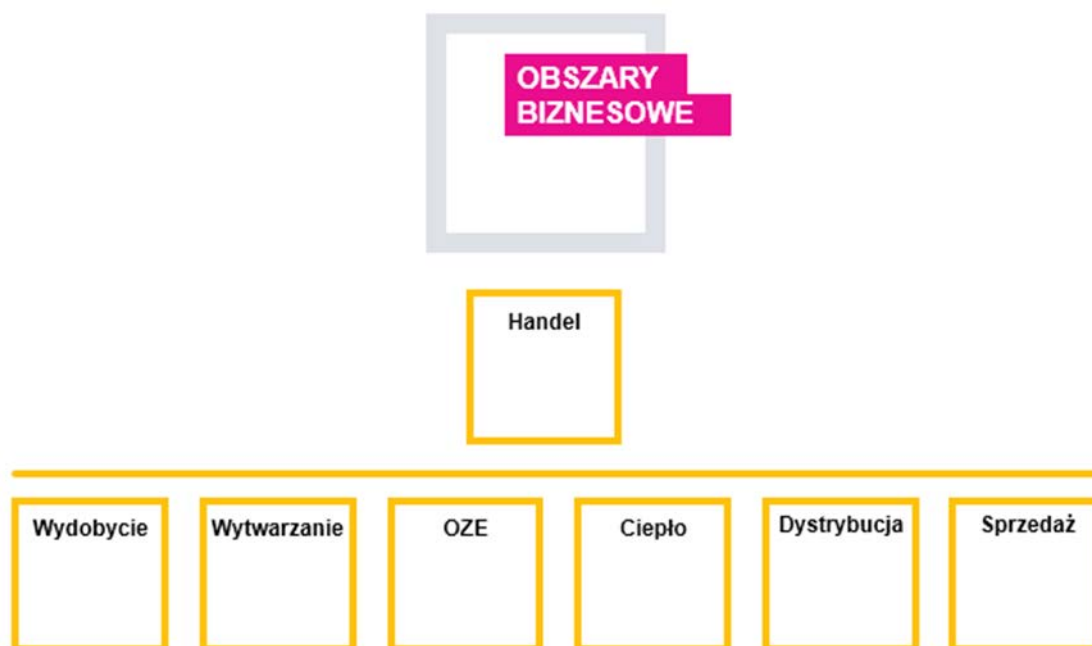 OBSZARY
BIZNESOWE
Handel
Wydobycie
Wytwarzanie
OZE
Ciepło
Dystrybucja
Sprzedaż